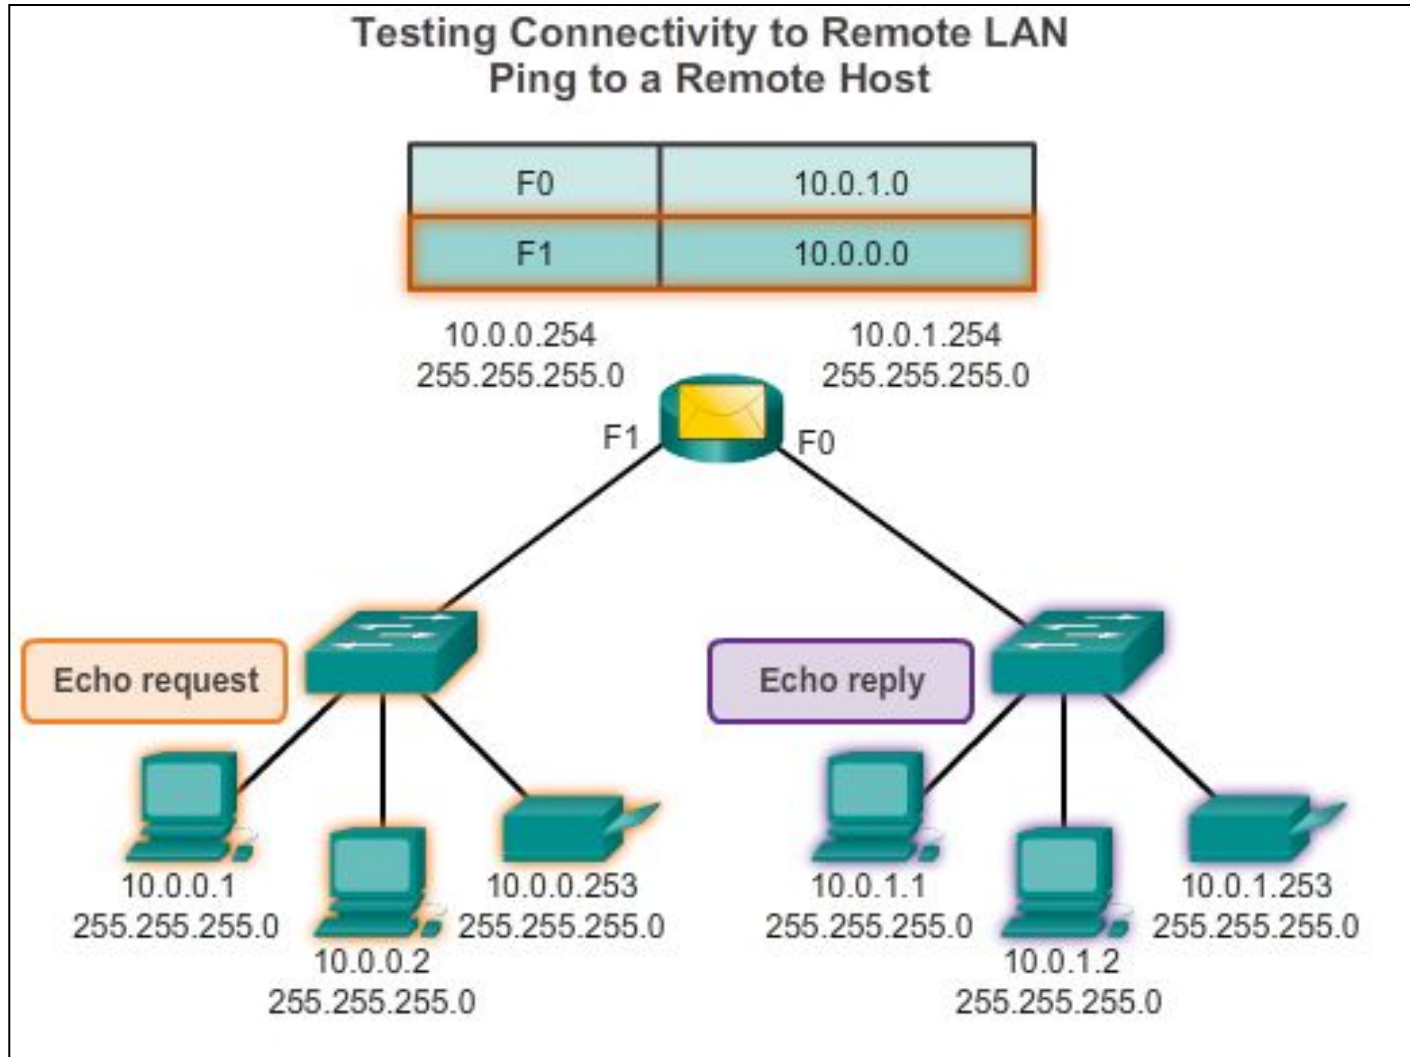 Testing Connectivity to Remote LAN
Ping to a Remote Host
F0 10.0.1.0
F1 10.0.0.0
10.0.0.254 10.0.1.254
255.255.255.0 255.255.255.0
F1 F0
Echo request Echo reply
10.0.0.1 10.0.0.253 10.0.1.1 10.0.1.253
255.255.255.0 255.255.255.0 255.255.255.0 255.255.255.0
10.0.0.2 10.0.1.2
255.255.255.0 255.255.255.0